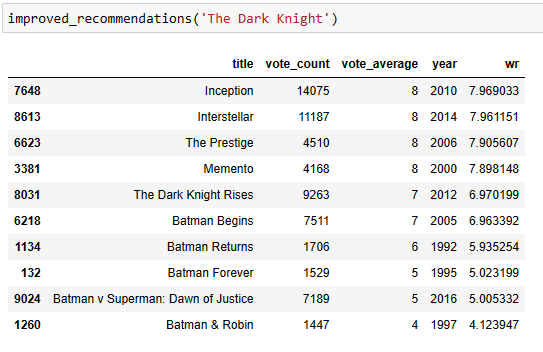 improved_recommendations('The Dark Knight')
title vote_count vote_average year wr
7648 Inception 14075 8 2010 7.969033
8613 Interstellar 11187 8 2014 7.961151
6623 The Prestige 4510 8 2006 7.905607
3381 Memento 4168 8 2000 7.898148
8031 The Dark Knight Rises 9263 7 2012 6.970199
6218 Batman Begins 7511 7 2005 6.963392
1134 Batman Returns 1706 6 1992 5.935254
132 Batman Forever 1529 5 1995 5.023199
9024 Batman v Superman: Dawn of Justice 7189 5 2016 5.005332
1260 Batman & Robin 1447 4 1997 4.123947